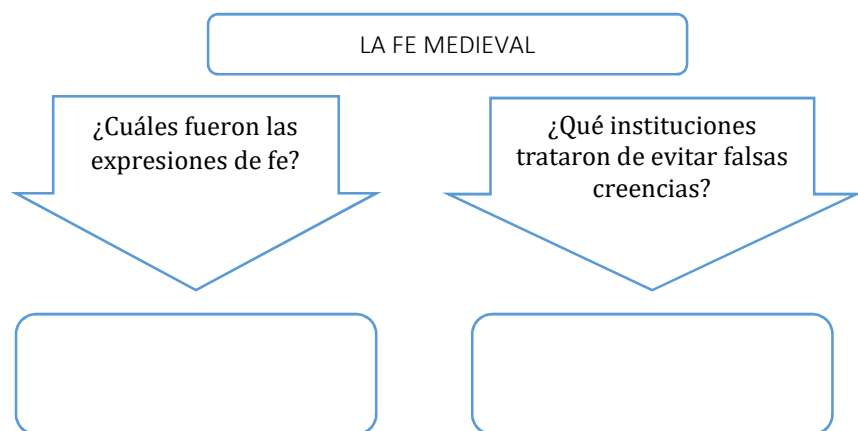 LA FE MEDIEVAL
¿Cuáles fueron las
expresiones de fe?
¿Qué instituciones
trataron de evitar falsas
creencias?